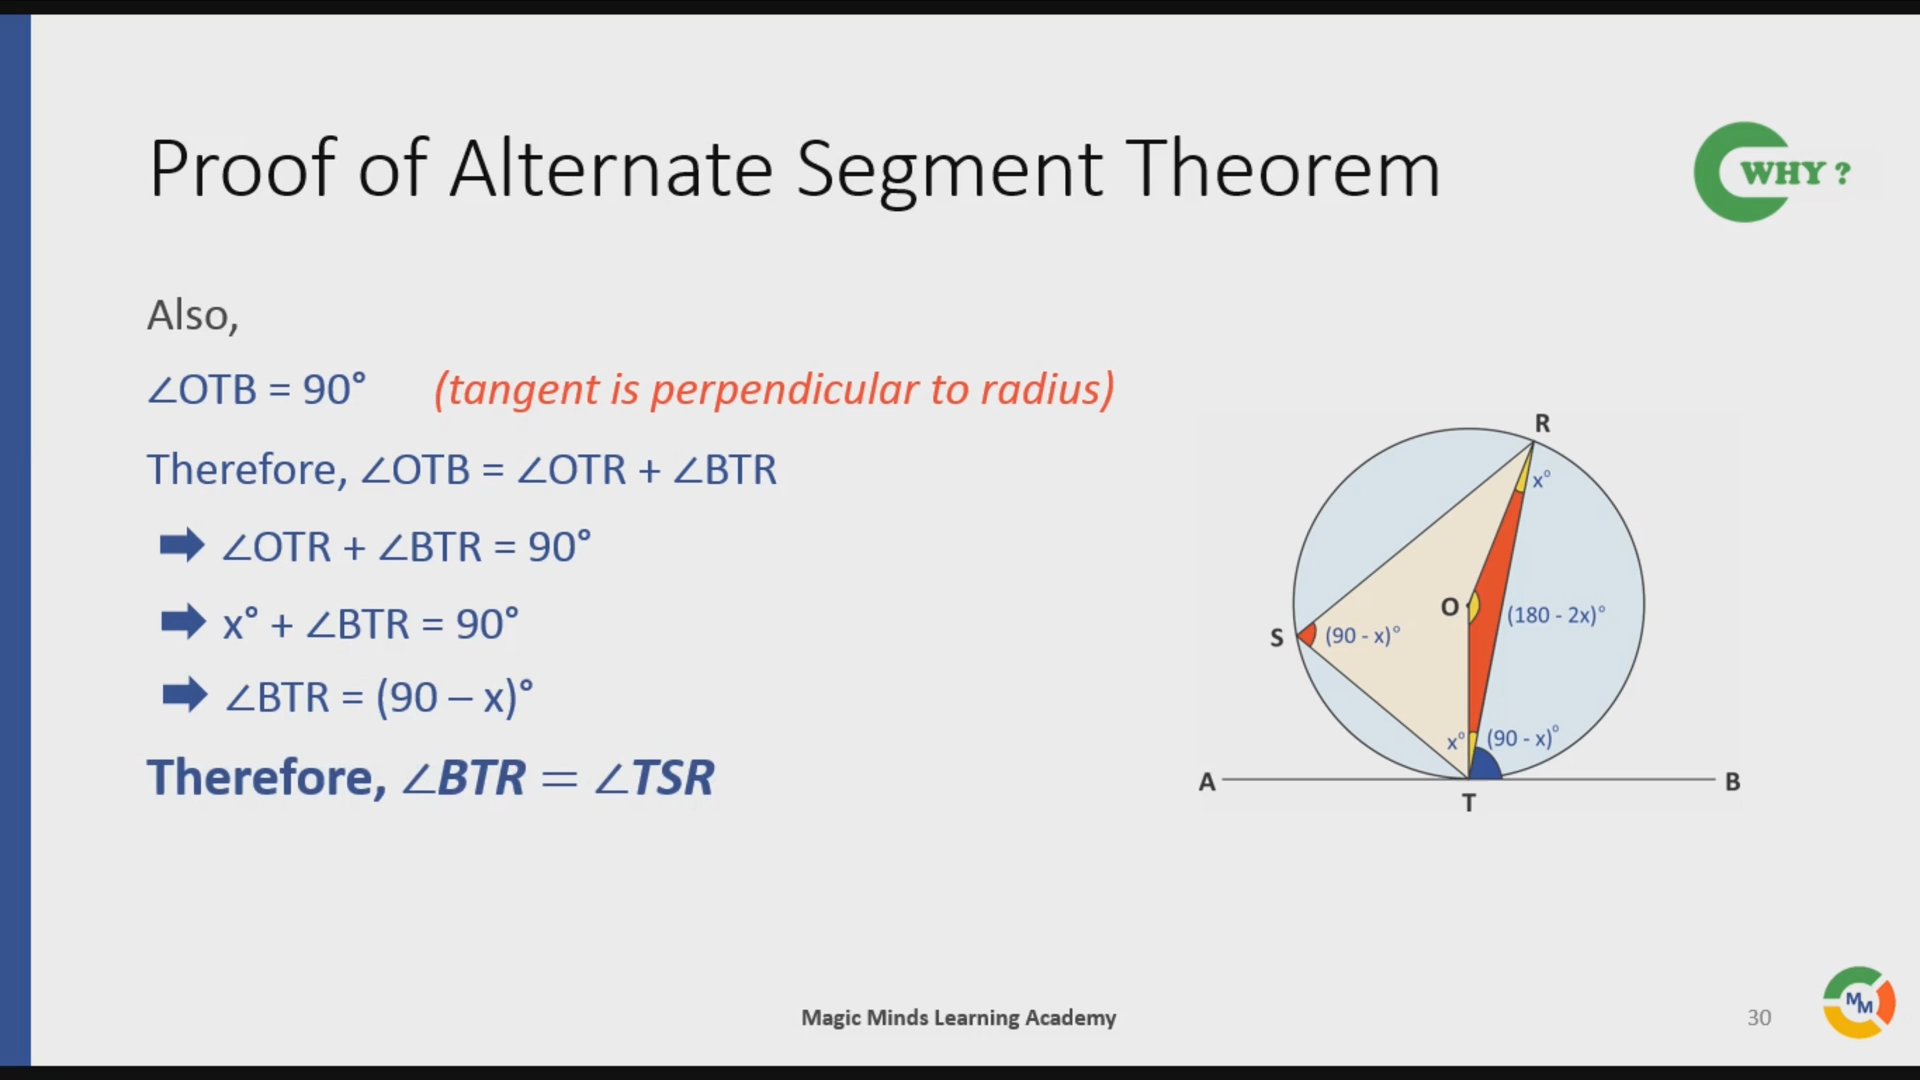 Proof of Alternate Segment Theorem
WHY ?
Also,
∠OTB = 90° (tangent is perpendicular to radius)
Therefore, ∠OTB = ∠OTR + ∠BTR
∠OTR + ∠BTR = 90°
x° + ∠BTR = 90°
∠BTR = (90 – x)°
Therefore, ∠BTR = ∠TSR
R
x°
O
(180 - 2x)°
S
(90 - x)°
x°
(90 - x)°
A
B
T
Magic Minds Learning Academy
30
MM